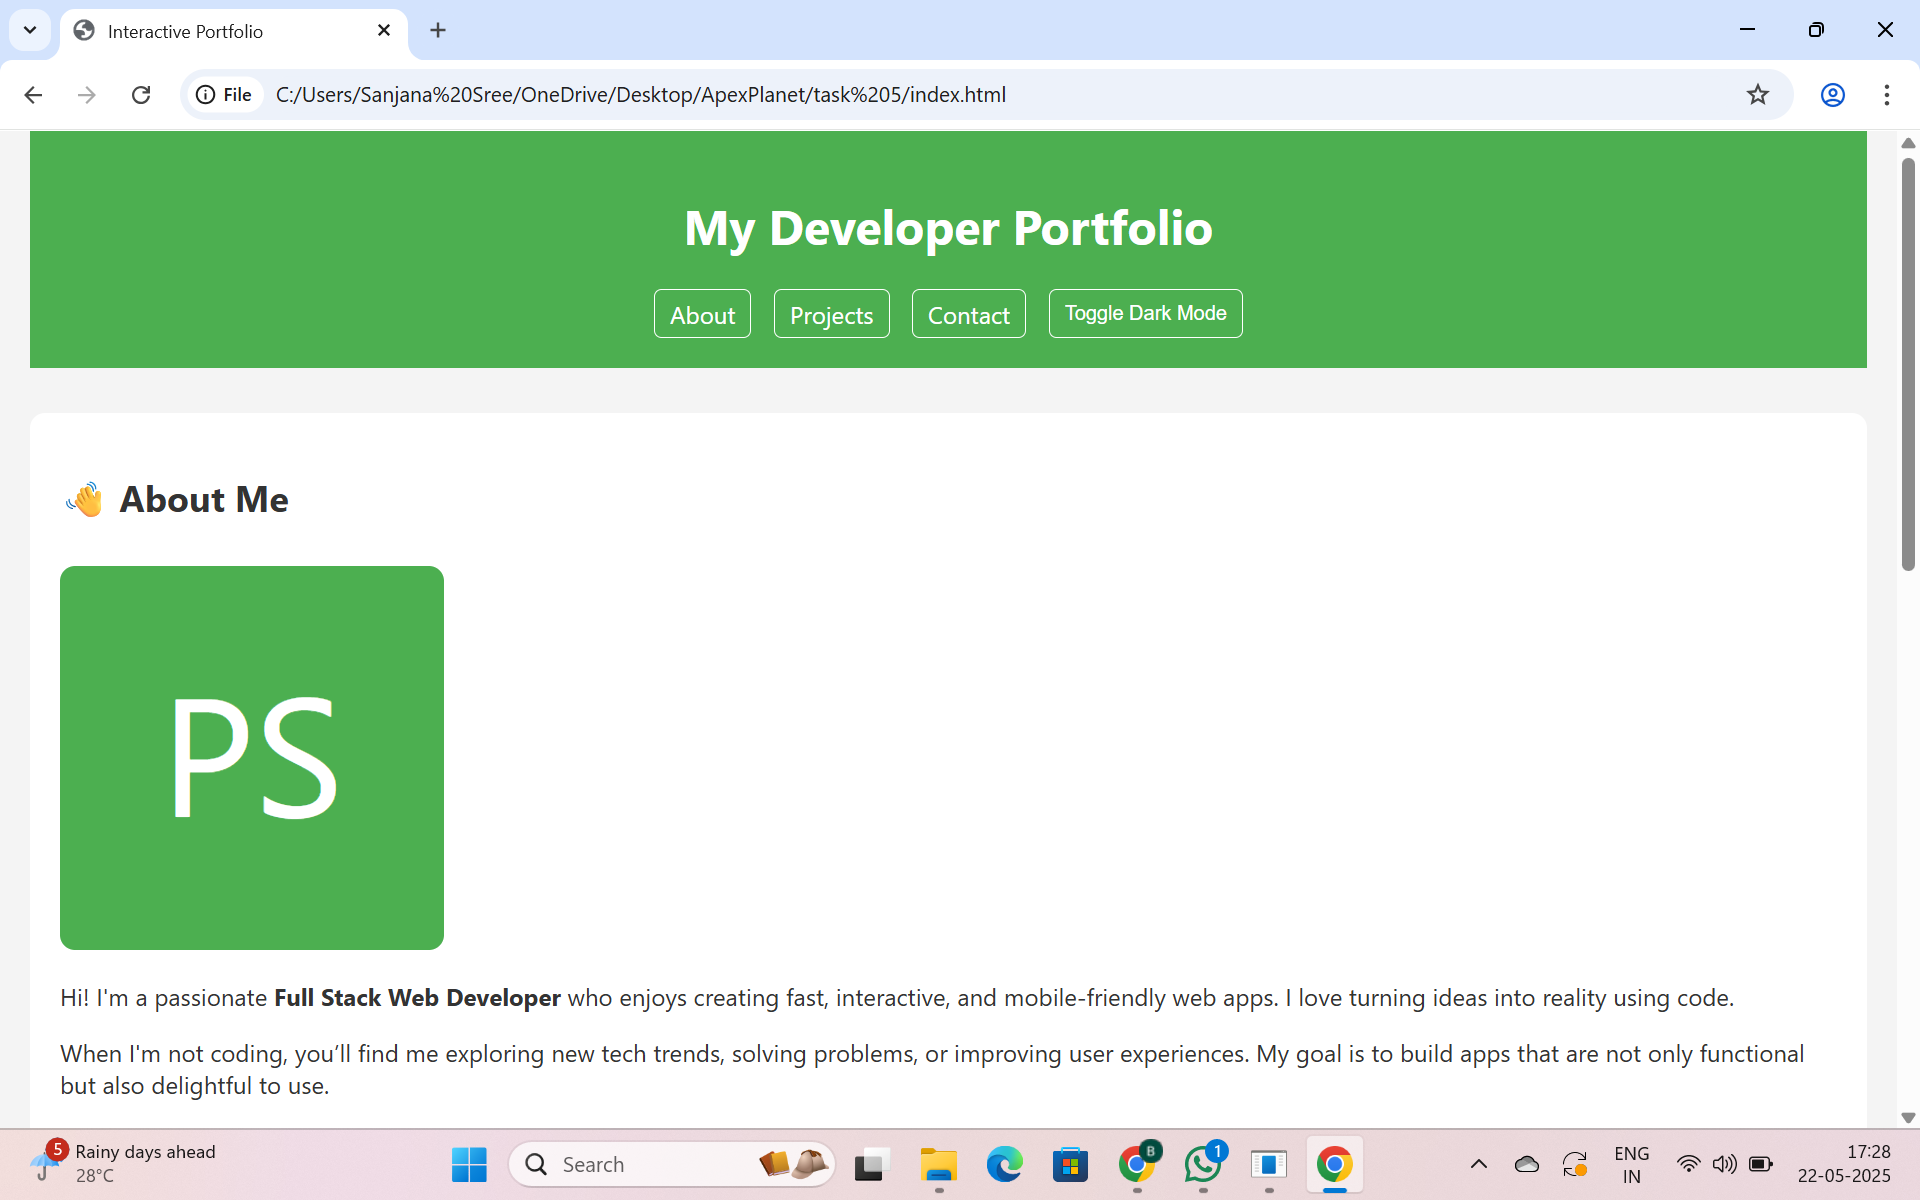 Interactive Portfolio
File
C:/Users/Sanjana%20Sree/OneDrive/Desktop/ApexPlanet/task%205/index.html
My Developer Portfolio
About
Projects
Contact
Toggle Dark Mode
👋 About Me
PS
Hi! I'm a passionate Full Stack Web Developer who enjoys creating fast, interactive, and mobile-friendly web apps. I love turning ideas into reality using code.
When I'm not coding, you’ll find me exploring new tech trends, solving problems, or improving user experiences. My goal is to build apps that are not only functional
but also delightful to use.
5
Rainy days ahead
28°C
Search
B
1
ENG
IN
17:28
22-05-2025